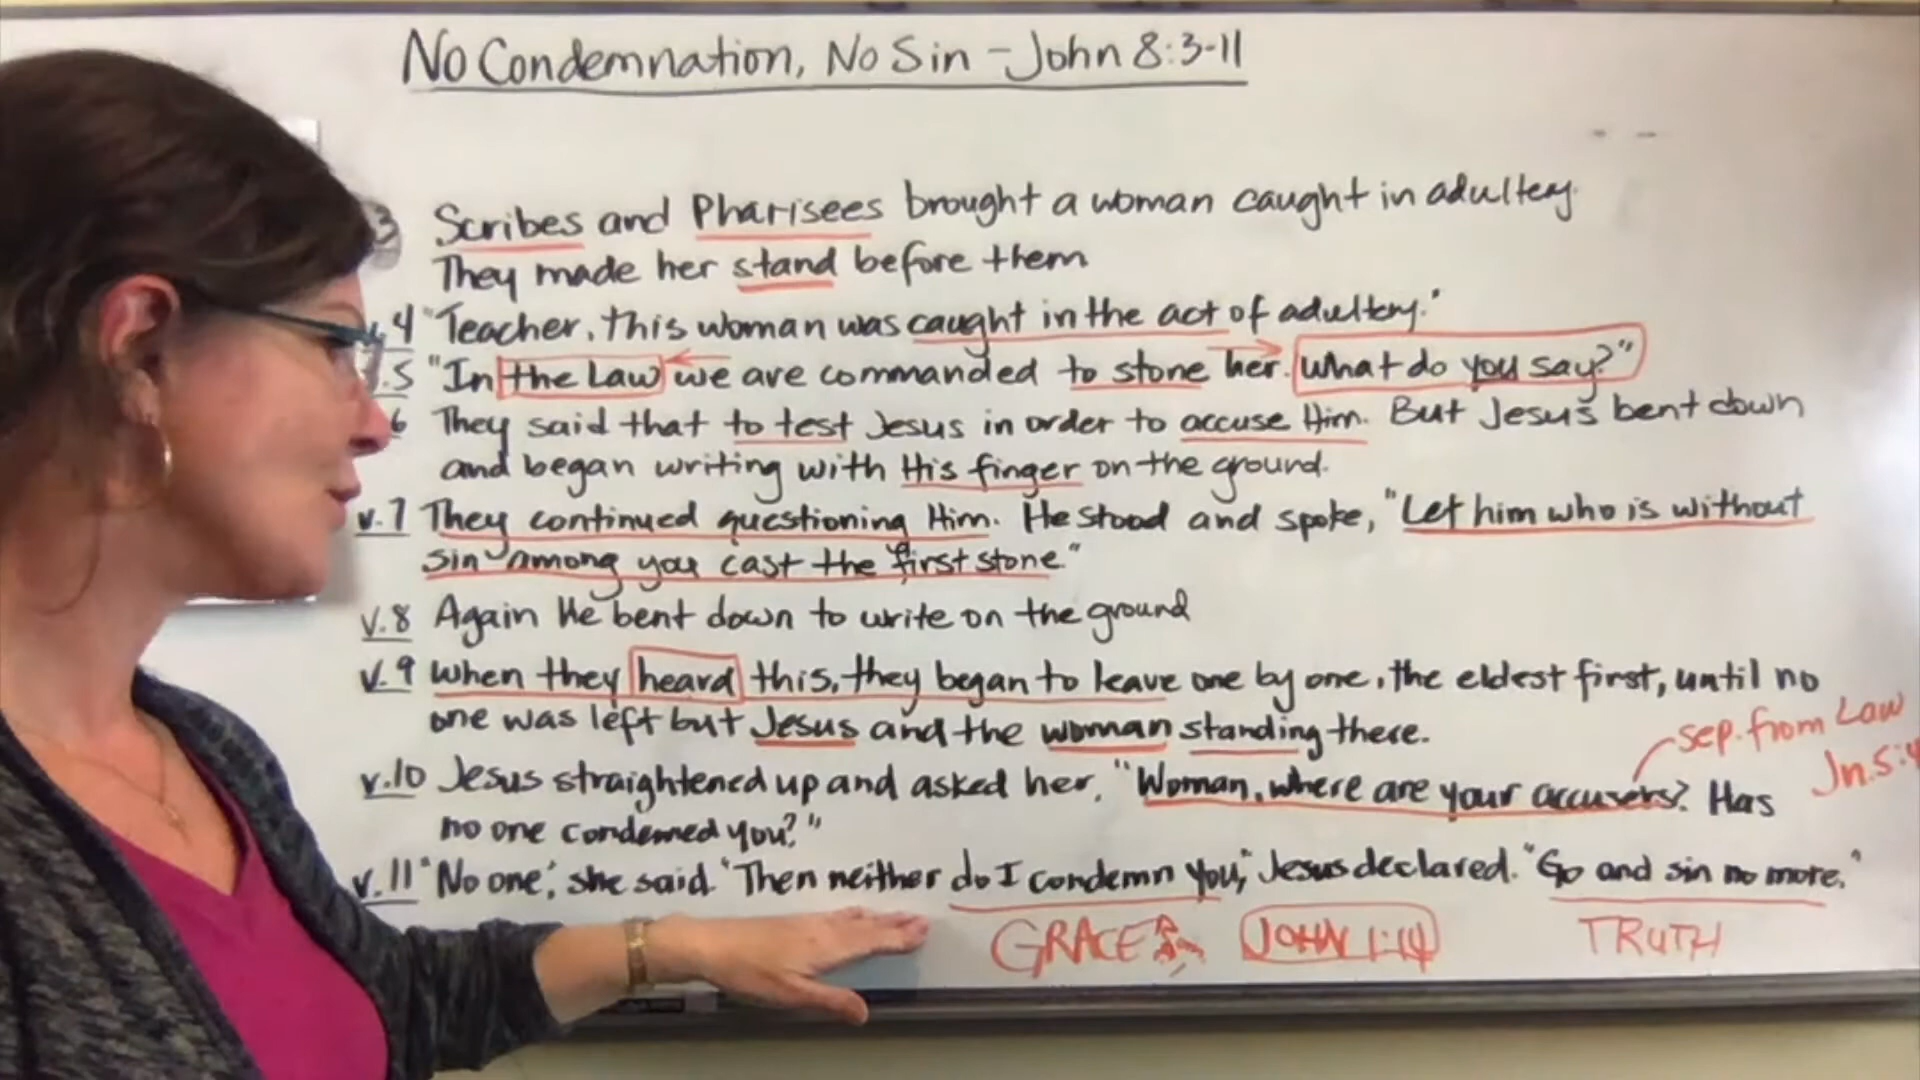 No Condemnation, No Sin - John 8:3-11
3 Scribes and Pharisees brought a woman caught in adultery.
They made her stand before them
.4 "Teacher, this woman was caught in the act of adultery."
.5 "In the Law we are commanded to stone her. What do you say?"
6 They said that to test Jesus in order to accuse Him. But Jesus bent down
and began writing with His finger on the ground.
v.7 They continued questioning Him. He stood and spoke, "Let him who is without
sin among you cast the first stone."
v.8 Again He bent down to write on the ground
v.9 When they heard this, they began to leave one by one, the eldest first, until no
one was left but Jesus and the woman standing there.
sep. from Law
Jn. 5:4
v.10 Jesus straightened up and asked her, "Woman, where are your accusers? Has
no one condemned you?"
v.11 "No one", she said. "Then neither do I condemn you," Jesus declared. "Go and sin no more."
GRACE JOHN 1:14 TRUTH